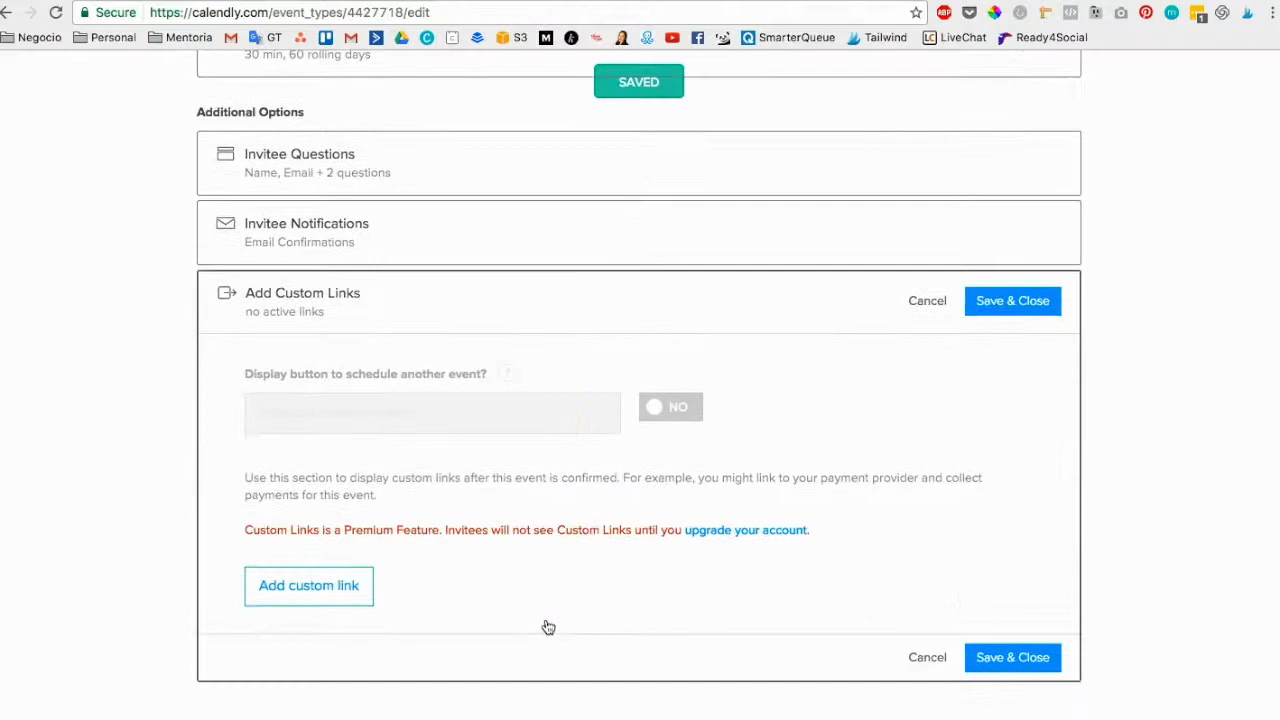 Secure https://calendly.com/event_types/4427718/edit
ABP
1
Negocio Personal Mentoria GT S3 M SmarterQueue Tailwind LC LiveChat Ready4Social
30 min, 60 rolling days
SAVED
Additional Options
Invitee Questions
Name, Email + 2 questions
Invitee Notifications
Email Confirmations
Add Custom Links
no active links
Cancel Save & Close
Display button to schedule another event? ?
NO
Use this section to display custom links after this event is confirmed. For example, you might link to your payment provider and collect
payments for this event.
Custom Links is a Premium Feature. Invitees will not see Custom Links until you upgrade your account.
Add custom link
Cancel Save & Close